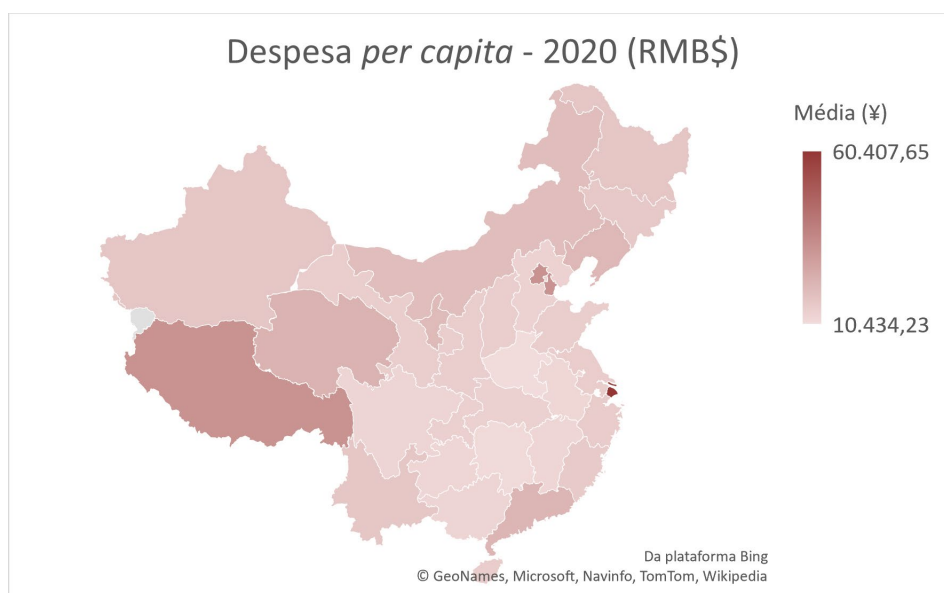 Despesa per capita - 2020 (RMB$)
Média (¥)
60.407,65
10.434,23
Da plataforma Bing
© GeoNames, Microsoft, Navinfo, TomTom, Wikipedia